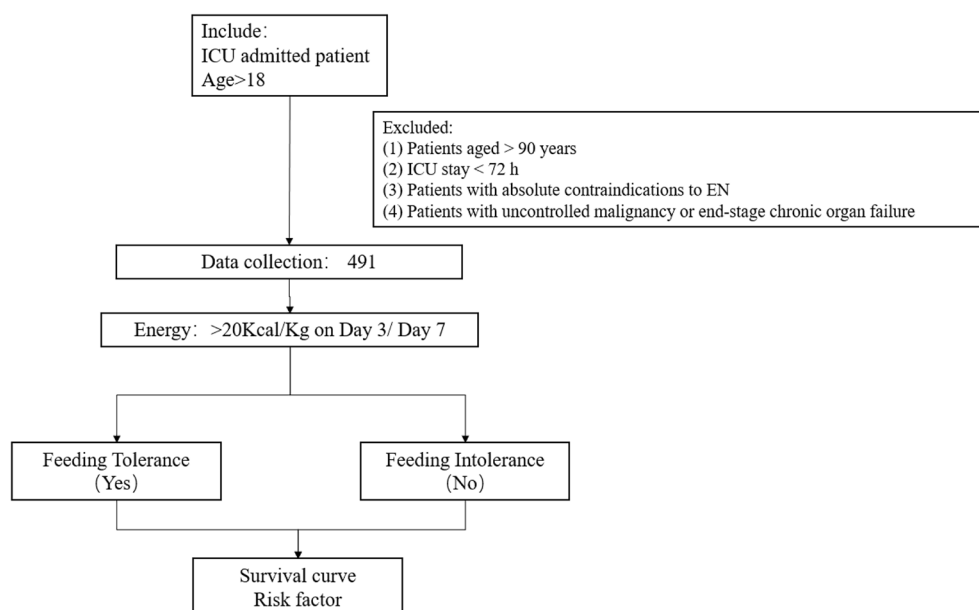 Include:
ICU admitted patient
Age>18
Excluded:
(1) Patients aged > 90 years
(2) ICU stay < 72 h
(3) Patients with absolute contraindications to EN
(4) Patients with uncontrolled malignancy or end-stage chronic organ failure
Data collection: 491
Energy: >20Kcal/Kg on Day 3/ Day 7
Feeding Tolerance
(Yes)
Feeding Intolerance
(No)
Survival curve
Risk factor